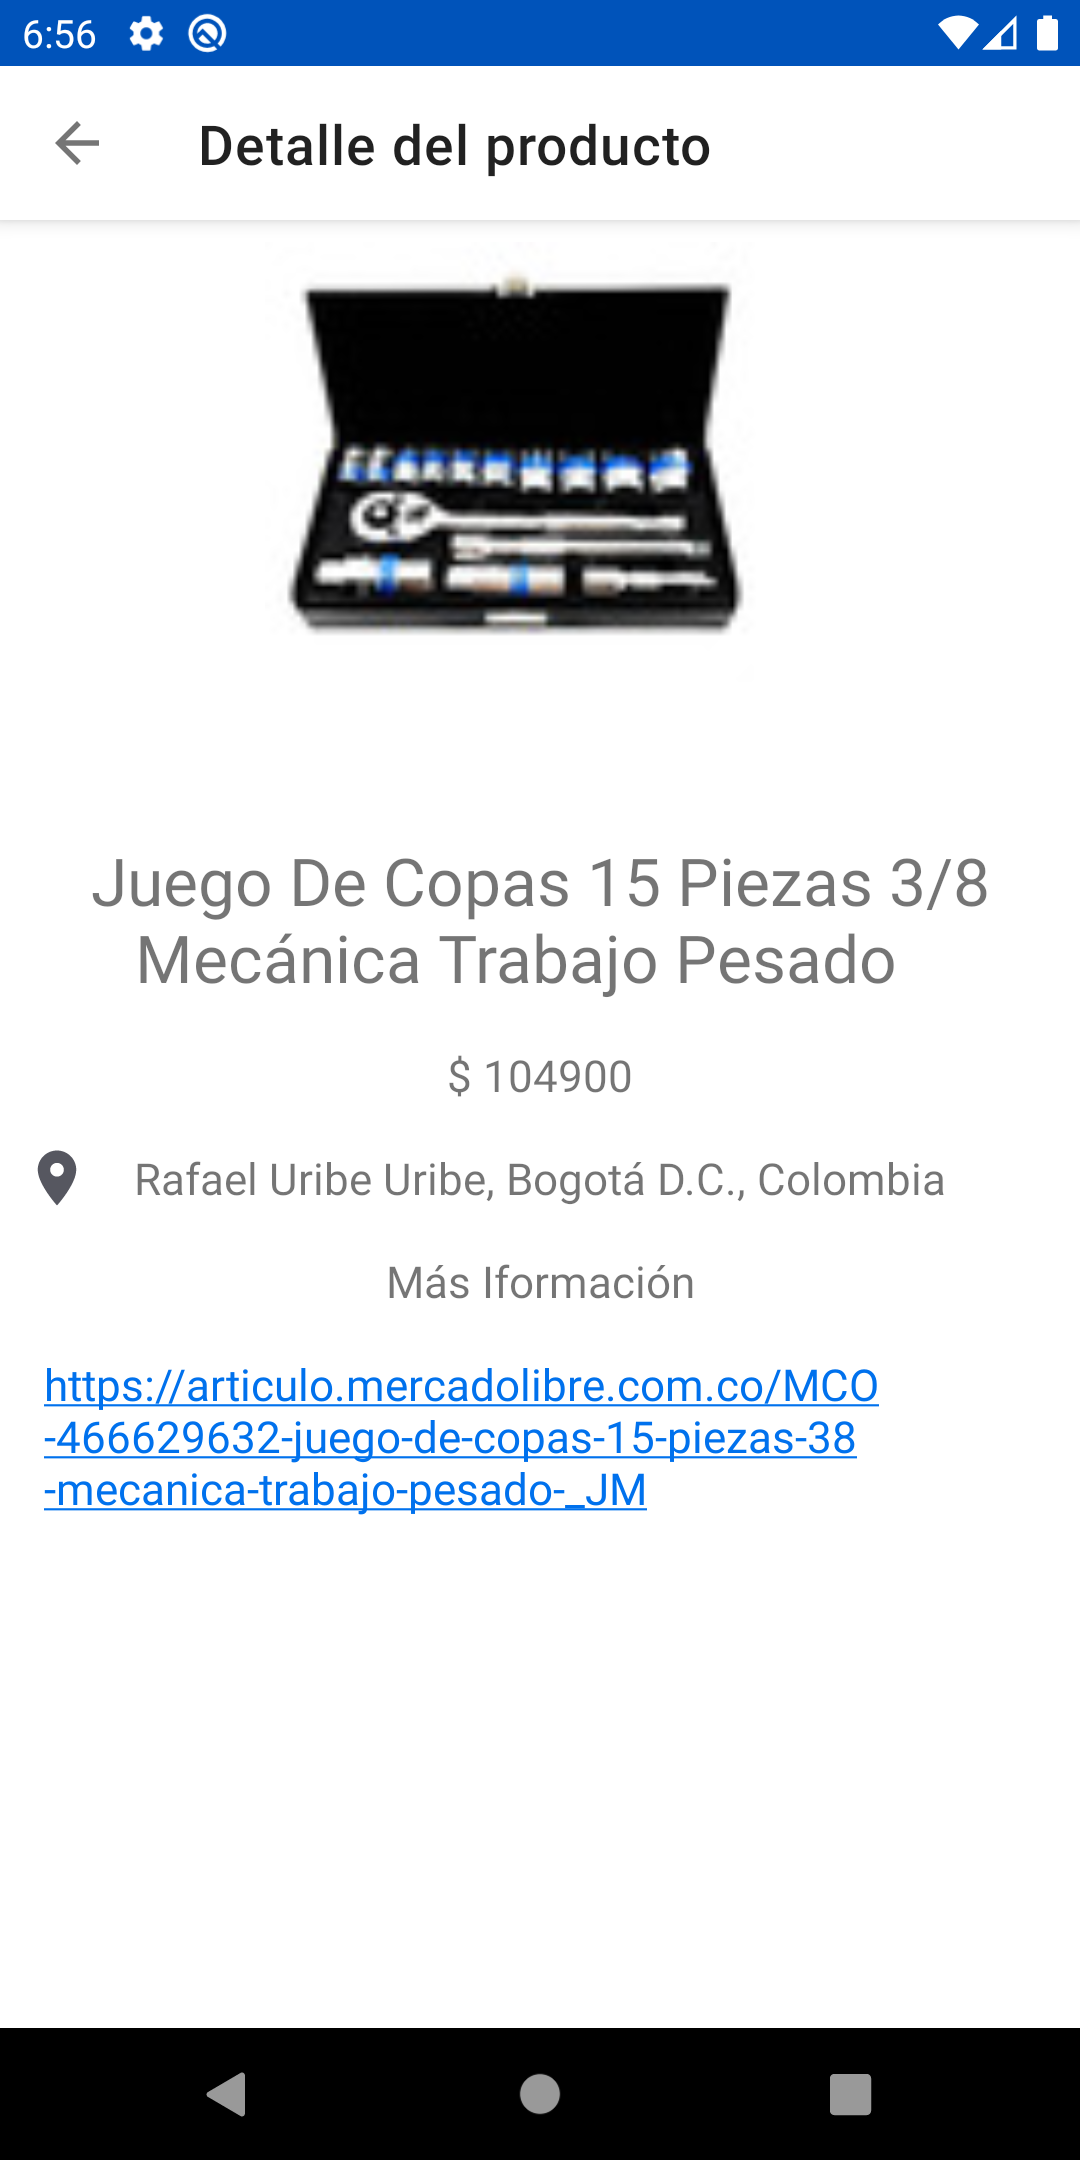 6:56
Detalle del producto
Juego De Copas 15 Piezas 3/8
Mecánica Trabajo Pesado
$ 104900
Rafael Uribe Uribe, Bogotá D.C., Colombia
Más Iformación
https://articulo.mercadolibre.com.co/MCO
-466629632-juego-de-copas-15-piezas-38
-mecanica-trabajo-pesado-_JM